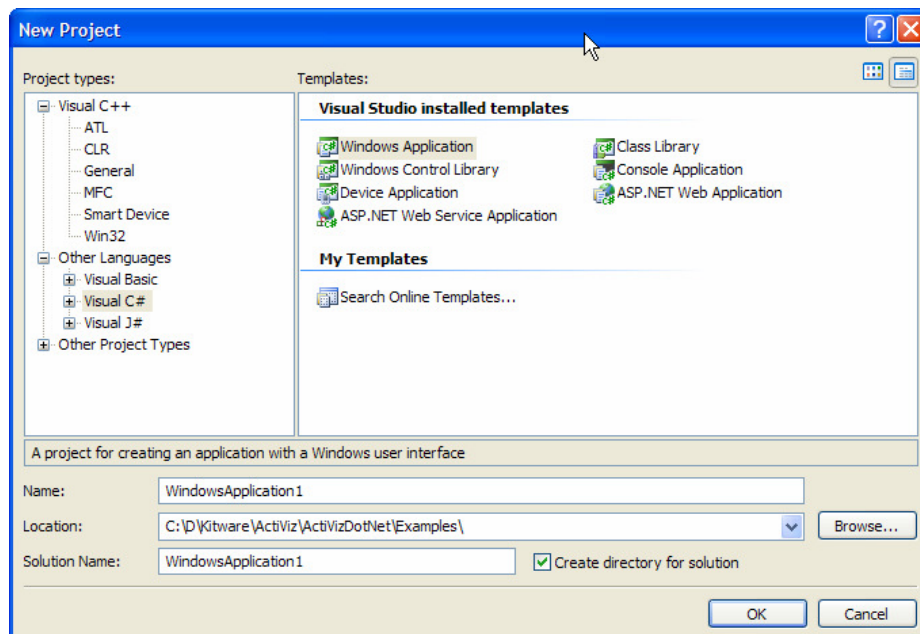 New Project
Project types:
Templates:
Visual C++
ATL
CLR
General
MFC
Smart Device
Win32
Other Languages
Visual Basic
Visual C#
Visual J#
Other Project Types
Visual Studio installed templates
Windows Application
Class Library
Windows Control Library
Console Application
Device Application
ASP.NET Web Application
ASP.NET Web Service Application
My Templates
Search Online Templates...
A project for creating an application with a Windows user interface
Name:
WindowsApplication1
Location:
C:\D\Kitware\ActiViz\ActiVizDotNet\Examples\
Browse...
Solution Name:
WindowsApplication1
Create directory for solution
OK
Cancel